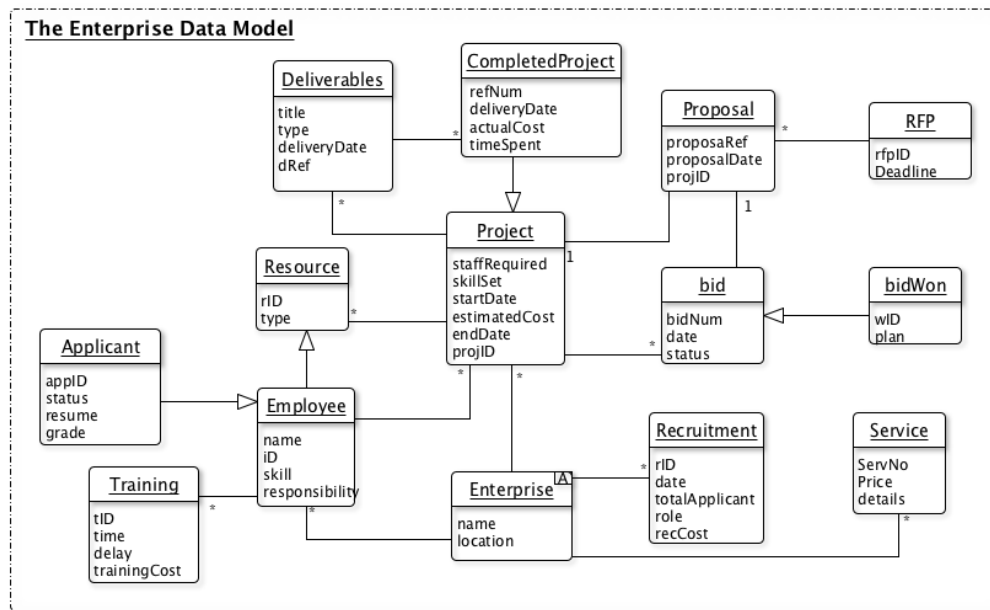 The Enterprise Data Model
CompletedProject
refNum
deliveryDate
actualCost
timeSpent
*
Deliverables
title
type
deliveryDate
dRef
*
Proposal
proposaRef
proposalDate
projID
*
1
RFP
rfpID
Deadline
Project
staffRequired
skillSet
startDate
estimatedCost
endDate
projID
1
*
*
Resource
rID
type
*
bid
bidNum
date
status
*
bidWon
wID
plan
Applicant
appID
status
resume
grade
Employee
name
iD
skill
responsibility
*
Training
tID
time
delay
trainingCost
*
Enterprise
A
name
location
Recruitment
rID
date
totalApplicant
role
recCost
*
Service
ServNo
Price
details
*